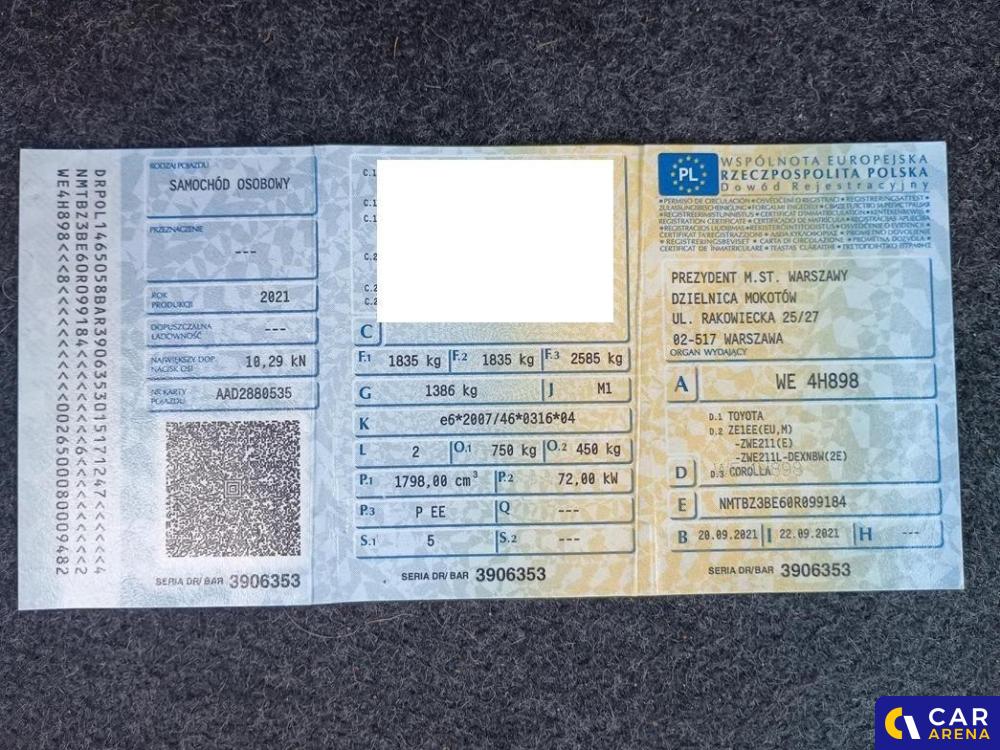 DRPOL1465058BAR3906353301517124​7<<<<<4
NMTBZ3BE60R099184<<<<<<<<6<<<<<<<<<<2
WE4H898<<8<<<<<<<<<<<<<0026500080009482
RODZAJ POJAZDU
SAMOCHÓD OSOBOWY
PRZEZNACZENIE
---
ROK PRODUKCJI 2021
DOPUSZCZALNA ŁADOWNOŚĆ ---
NAJWIĘKSZY DOP. NACISK OSI 10,29 kN
NR KARTY POJAZDU AAD2880535
SERIA DR/BAR 3906353
C
F.1 1835 kg F.2 1835 kg F.3 2585 kg
G 1386 kg J M1
K e6*2007/46*0316*04
L 2 O.1 750 kg O.2 450 kg
P.1 1798,00 cm³ P.2 72,00 kW
P.3 P EE Q ---
S.1 5 S.2 ---
SERIA DR/BAR 3906353
PL
WSPÓLNOTA EUROPEJSKA
RZECZPOSPOLITA POLSKA
Dowód Rejestracyjny
PREZYDENT M.ST. WARSZAWY
DZIELNICA MOKOTÓW
UL. RAKOWIECKA 25/27
02-517 WARSZAWA
ORGAN WYDAJĄCY
A WE 4H898
D.1 TOYOTA
D.2 ZE1EE(EU,M)
-ZWE211(E)
-ZWE211L-DEXNBW(2E)
D D.3 COROLLA
E NMTBZ3BE60R099184
B 20.09.2021 I 22.09.2021 H ---
SERIA DR/BAR 3906353
CAR
ARENA